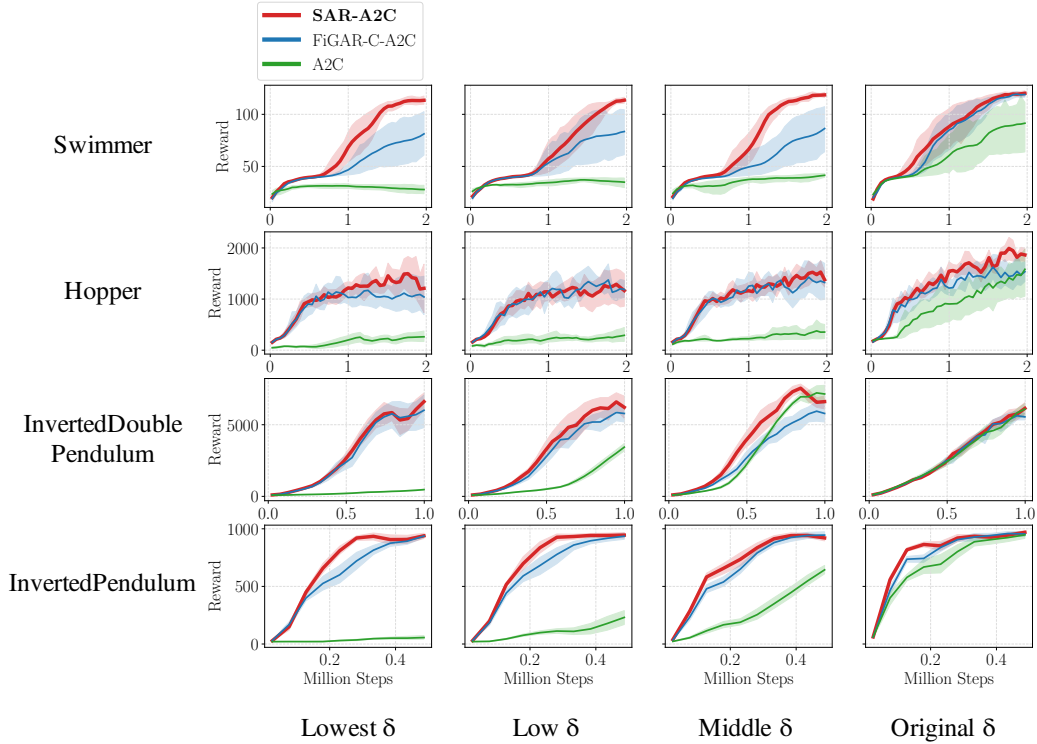 SAR-A2C
FiGAR-C-A2C
A2C
Swimmer
Reward
100
50
0 1 2
0 1 2
0 1 2
0 1 2
Hopper
Reward
2000
1000
0
0 1 2
0 1 2
0 1 2
0 1 2
InvertedDouble
Pendulum
Reward
5000
0
0.0 0.5 1.0
0.0 0.5 1.0
0.0 0.5 1.0
0.0 0.5 1.0
InvertedPendulum
Reward
1000
500
0
0.2 0.4
0.2 0.4
0.2 0.4
0.2 0.4
Million Steps
Million Steps
Million Steps
Million Steps
Lowest δ
Low δ
Middle δ
Original δ